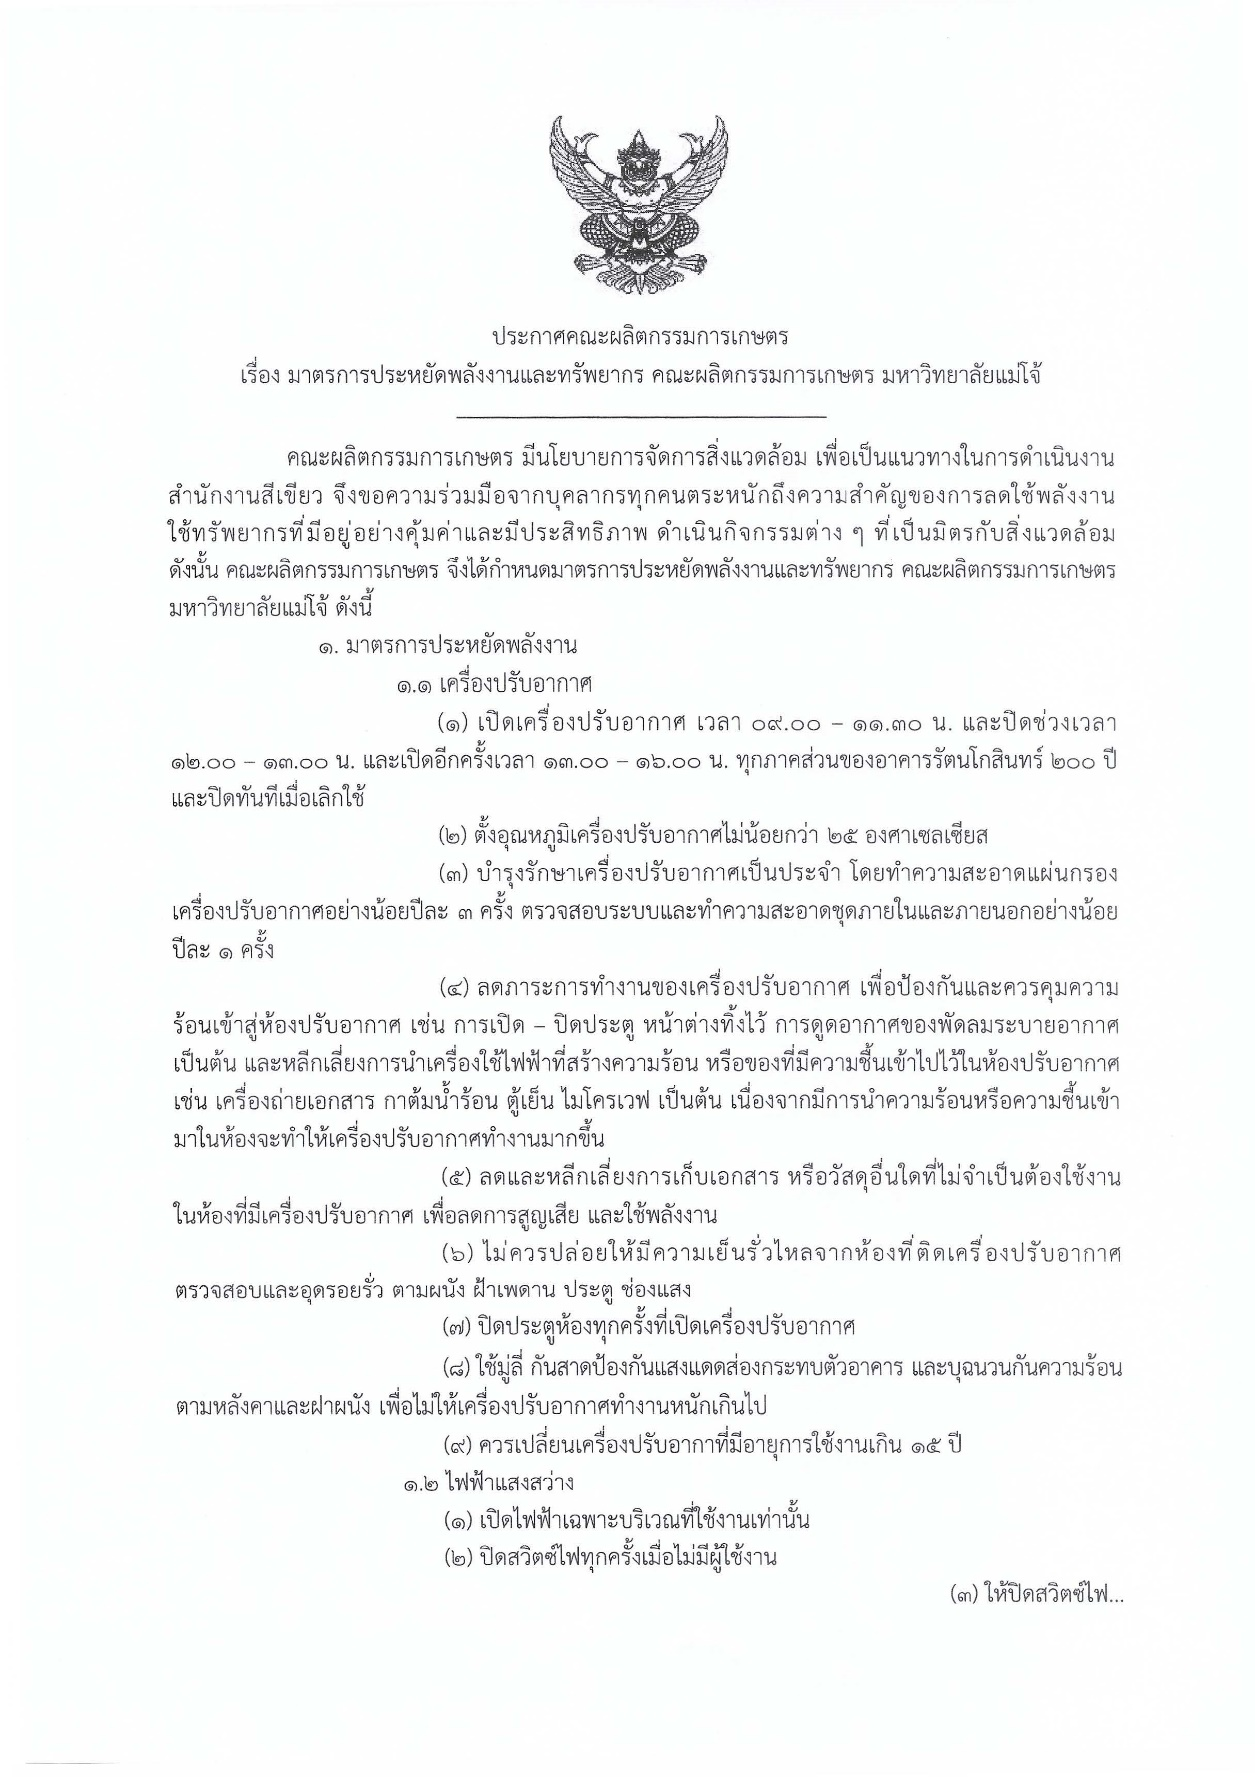 ประกาศคณะผลิตกรรมการเกษตร
เรื่อง มาตรการประหยัดพลังงานและทรัพยากร คณะผลิตกรรมการเกษตร มหาวิทยาลัยแม่โจ้
คณะผลิตกรรมการเกษตร มีนโยบายการจัดการสิ่งแวดล้อม เพื่อเป็นแนวทางในการดำเนินงาน
สำนักงานสีเขียว จึงขอความร่วมมือจากบุคลากรทุกคนตระหนักถึงความสำคัญของการลดใช้พลังงาน
ใช้ทรัพยากรที่มีอยู่อย่างคุ้มค่าและมีประสิทธิภาพ ดำเนินกิจกรรมต่าง ๆ ที่เป็นมิตรกับสิ่งแวดล้อม
ดังนั้น คณะผลิตกรรมการเกษตร จึงได้กำหนดมาตรการประหยัดพลังงานและทรัพยากร คณะผลิตกรรมการเกษตร
มหาวิทยาลัยแม่โจ้ ดังนี้
๑. มาตรการประหยัดพลังงาน
๑.๑ เครื่องปรับอากาศ
(๑) เปิดเครื่องปรับอากาศ เวลา ๐๙.๐๐ – ๑๑.๓๐ น. และปิดช่วงเวลา
๑๒.๐๐ – ๑๓.๐๐ น. และเปิดอีกครั้งเวลา ๑๓.๐๐ – ๑๖.๐๐ น. ทุกภาคส่วนของอาคารรัตนโกสินทร์ ๒๐๐ ปี
และปิดทันทีเมื่อเลิกใช้
(๒) ตั้งอุณหภูมิเครื่องปรับอากาศไม่น้อยกว่า ๒๕ องศาเซลเซียส
(๓) บำรุงรักษาเครื่องปรับอากาศเป็นประจำ โดยทำความสะอาดแผ่นกรอง
เครื่องปรับอากาศอย่างน้อยปีละ ๓ ครั้ง ตรวจสอบระบบและทำความสะอาดชุดภายในและภายนอกอย่างน้อย
ปีละ ๑ ครั้ง
(๔) ลดภาระการทำงานของเครื่องปรับอากาศ เพื่อป้องกันและควรคุมความ
ร้อนเข้าสู่ห้องปรับอากาศ เช่น การเปิด – ปิดประตู หน้าต่างทิ้งไว้ การดูดอากาศของพัดลมระบายอากาศ
เป็นต้น และหลีกเลี่ยงการนำเครื่องใช้ไฟฟ้าที่สร้างความร้อน หรือของที่มีความชื้นเข้าไปไว้ในห้องปรับอากาศ
เช่น เครื่องถ่ายเอกสาร กาต้มน้ำร้อน ตู้เย็น ไมโครเวฟ เป็นต้น เนื่องจากมีการนำความร้อนหรือความชื้นเข้า
มาในห้องจะทำให้เครื่องปรับอากาศทำงานมากขึ้น
(๕) ลดและหลีกเลี่ยงการเก็บเอกสาร หรือวัสดุอื่นใดที่ไม่จำเป็นต้องใช้งาน
ในห้องที่มีเครื่องปรับอากาศ เพื่อลดการสูญเสีย และใช้พลังงาน
(๖) ไม่ควรปล่อยให้มีความเย็นรั่วไหลจากห้องที่ติดเครื่องปรับอากาศ
ตรวจสอบและอุดรอยรั่ว ตามผนัง ฝ้าเพดาน ประตู ช่องแสง
(๗) ปิดประตูห้องทุกครั้งที่เปิดเครื่องปรับอากาศ
(๘) ใช้มู่ลี่ กันสาดป้องกันแสงแดดส่องกระทบตัวอาคาร และบุฉนวนกันความร้อน
ตามหลังคาและฝาผนัง เพื่อไม่ให้เครื่องปรับอากาศทำงานหนักเกินไป
(๙) ควรเปลี่ยนเครื่องปรับอากาที่มีอายุการใช้งานเกิน ๑๕ ปี
๑.๒ ไฟฟ้าแสงสว่าง
(๑) เปิดไฟฟ้าเฉพาะบริเวณที่ใช้งานเท่านั้น
(๒) ปิดสวิตซ์ไฟทุกครั้งเมื่อไม่มีผู้ใช้งาน
(๓) ให้ปิดสวิตซ์ไฟ...